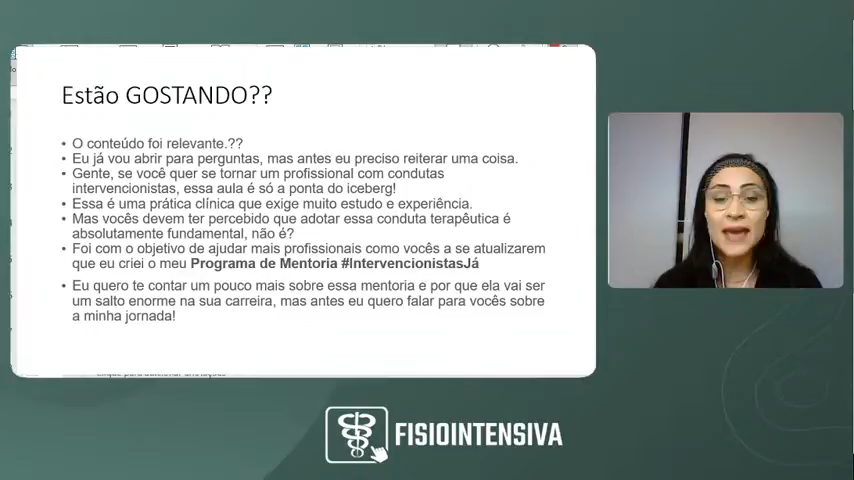 Estão GOSTANDO??
• O conteúdo foi relevante.??
• Eu já vou abrir para perguntas, mas antes eu preciso reiterar uma coisa.
• Gente, se você quer se tornar um profissional com condutas
intervencionistas, essa aula é só a ponta do iceberg!
• Essa é uma prática clínica que exige muito estudo e experiência.
• Mas vocês devem ter percebido que adotar essa conduta terapêutica é
absolutamente fundamental, não é?
• Foi com o objetivo de ajudar mais profissionais como vocês a se atualizarem
que eu criei o meu Programa de Mentoria #IntervencionistasJá
• Eu quero te contar um pouco mais sobre essa mentoria e por que ela vai ser
um salto enorme na sua carreira, mas antes eu quero falar para vocês sobre
a minha jornada!
FISIOINTENSIVA